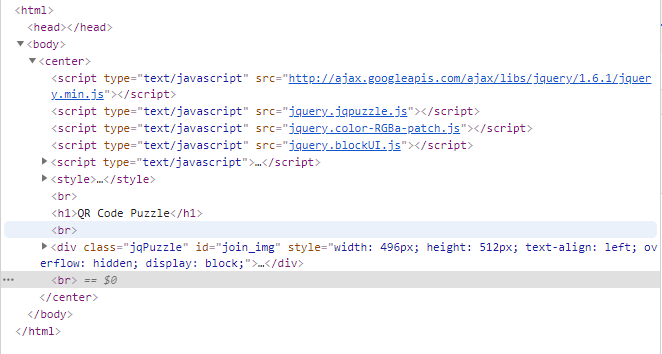 <html>
<head></head>
▼<body>
▼<center>
<script type="text/javascript" src="http://ajax.googleapis.com/ajax/libs/jquery/1.6.1/jquer
y.min.js"></script>
<script type="text/javascript" src="jquery.jqpuzzle.js"></script>
<script type="text/javascript" src="jquery.color-RGBa-patch.js"></script>
<script type="text/javascript" src="jquery.blockUI.js"></script>
▶<script type="text/javascript">…</script>
▶<style>…</style>
<br>
<h1>QR Code Puzzle</h1>
<br>
▶<div class="jqPuzzle" id="join_img" style="width: 496px; height: 512px; text-align: left; ov
erflow: hidden; display: block;">…</div>
… <br> == $0
</center>
</body>
</html>